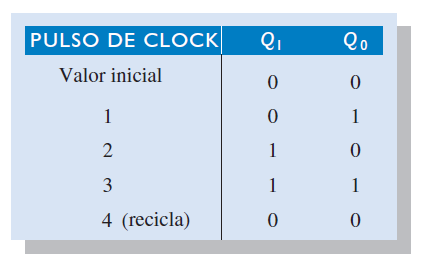 PULSO DE CLOCK Q1 Q0
Valor inicial 0 0
1 0 1
2 1 0
3 1 1
4 (recicla) 0 0